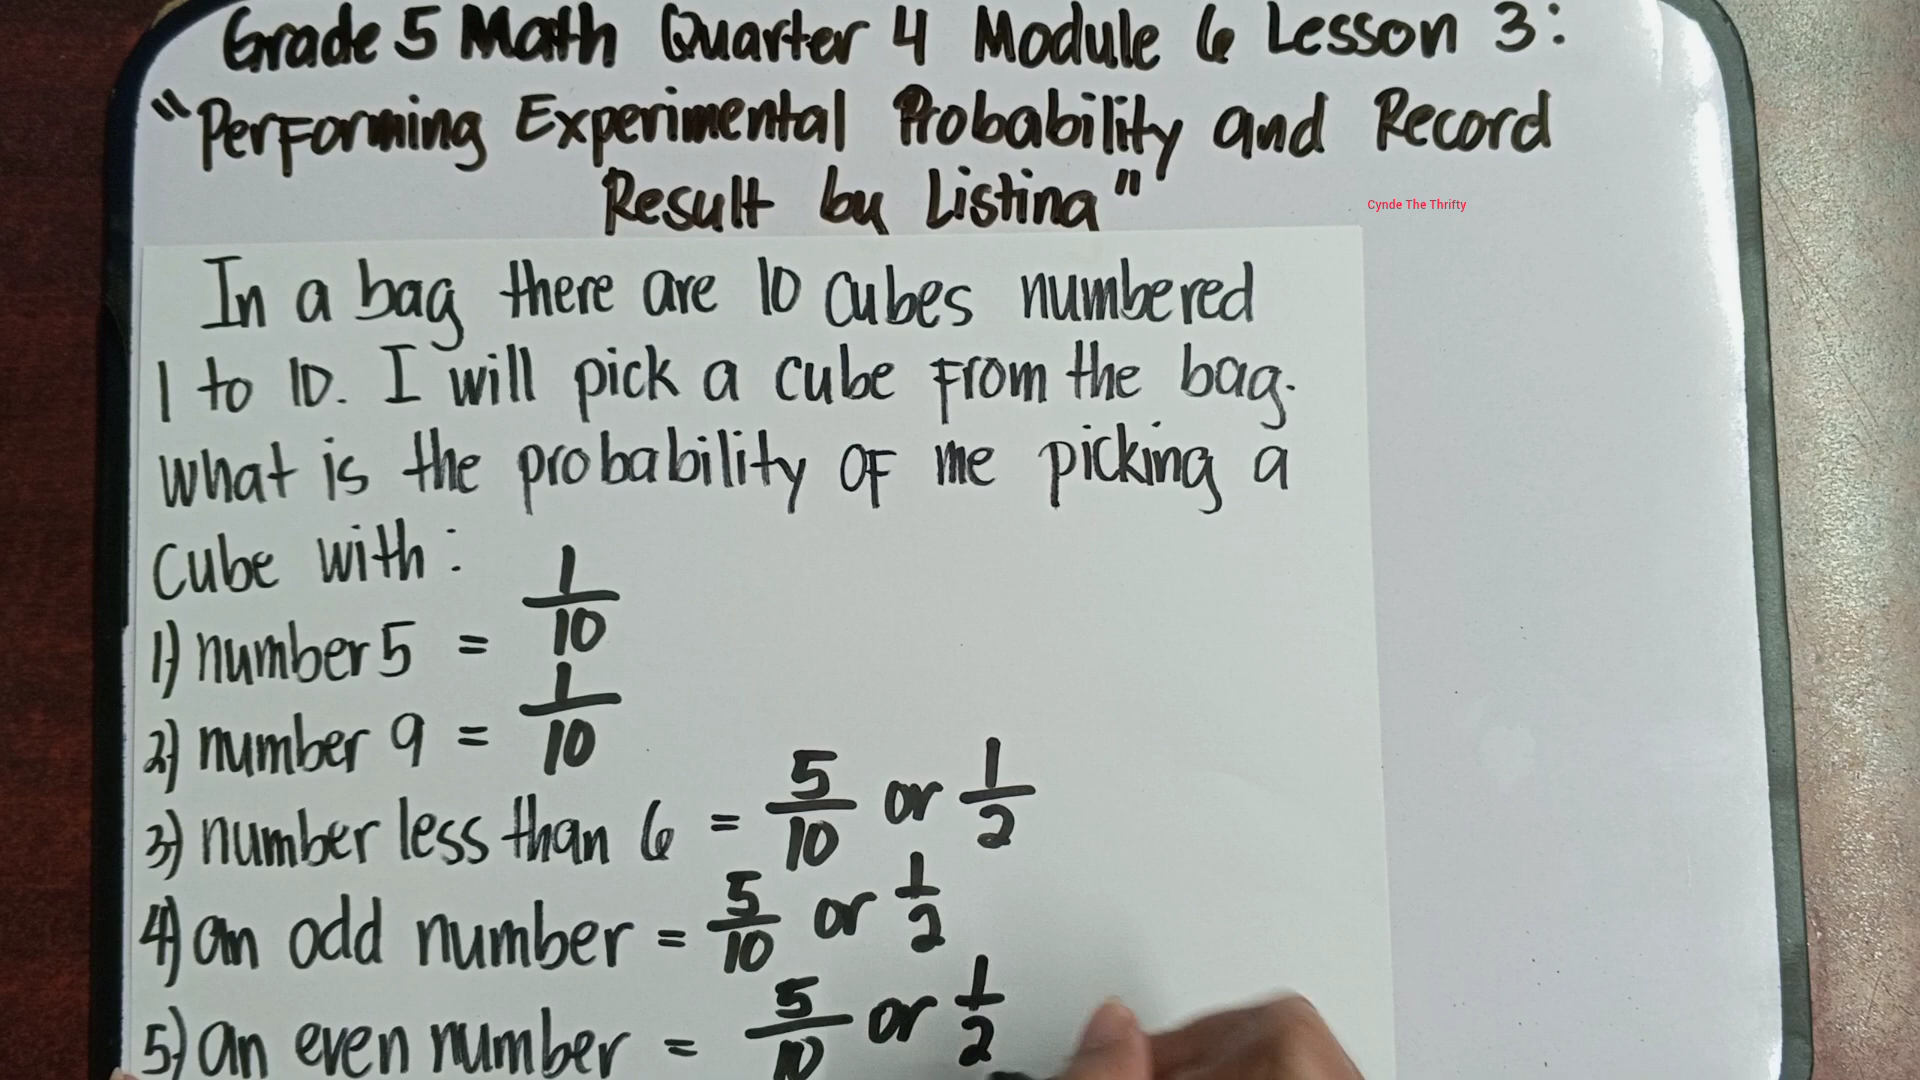 Grade 5 Math Quarter 4 Module 6 Lesson 3:
"Performing Experimental Probability and Record
Result by Listing"
Cynde The Thrifty
In a bag there are 10 cubes numbered
1 to 10. I will pick a cube from the bag.
What is the probability of me picking a
cube with:
1) number 5 = 1/10
2) number 9 = 1/10
3) number less than 6 = 5/10 or 1/2
4) an odd number = 5/10 or 1/2
5) an even number = 5/10 or 1/2